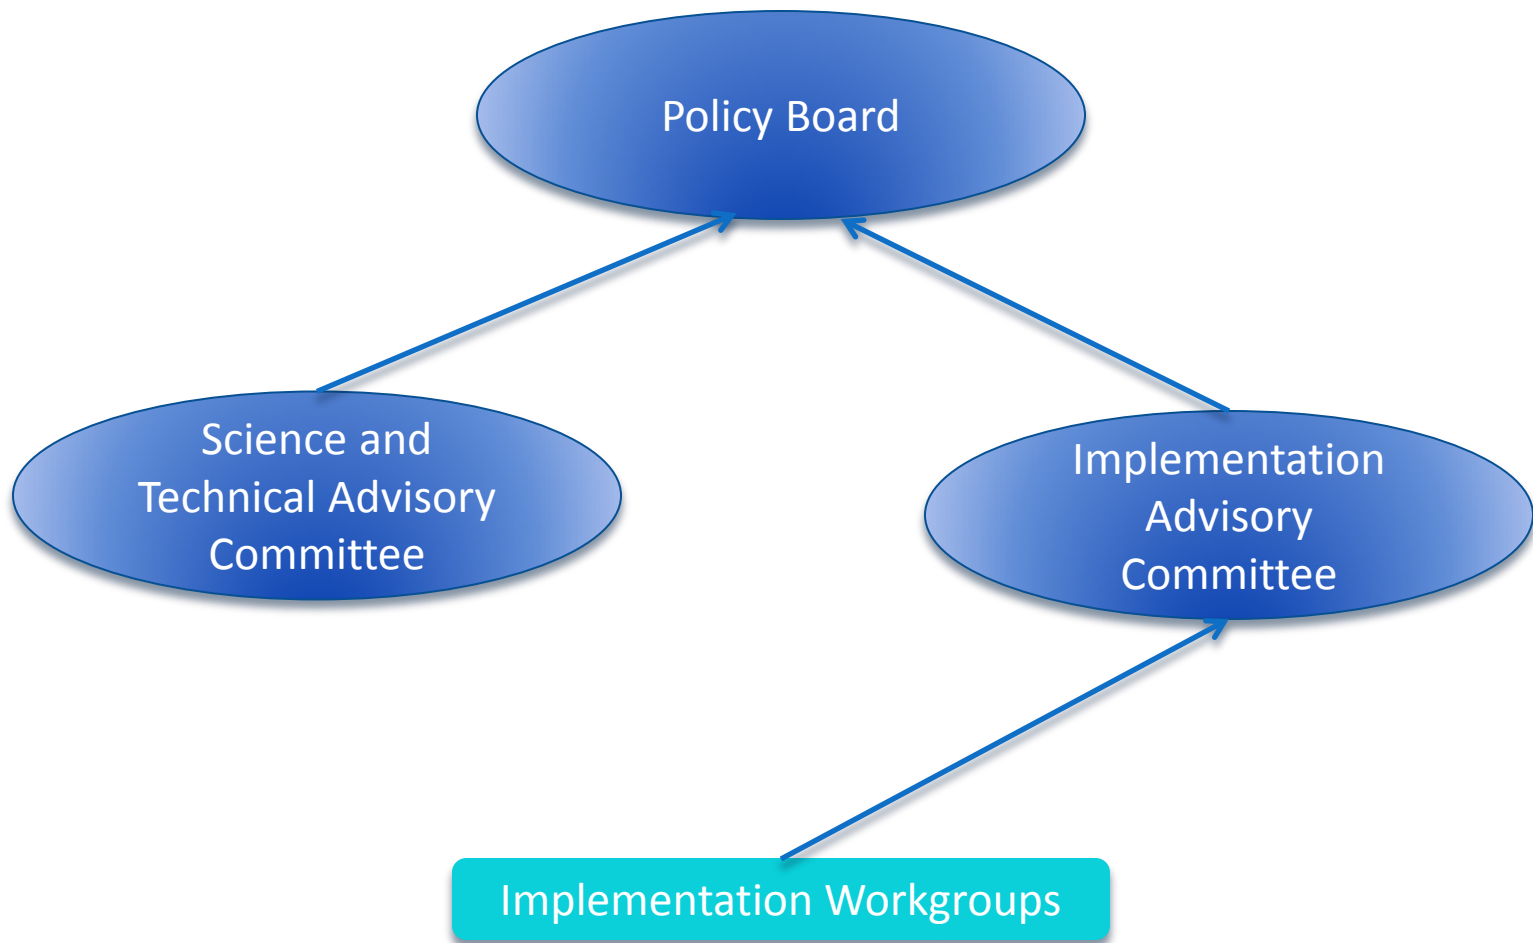 Policy Board
Science and
Technical Advisory
Committee
Implementation
Advisory
Committee
Implementation Workgroups